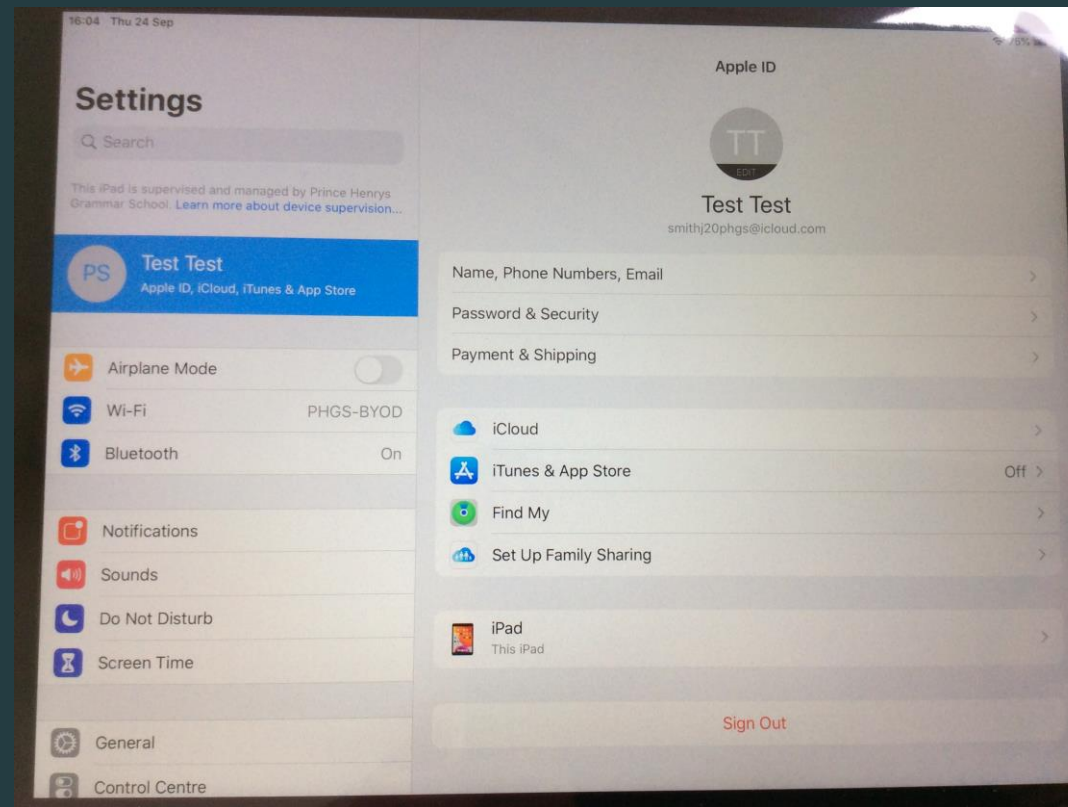 16:04 Thu 24 Sep
76%
Settings
Search
This iPad is supervised and managed by Prince Henrys
Grammar School. Learn more about device supervision...
PS
Test Test
Apple ID, iCloud, iTunes & App Store
Airplane Mode
Wi-Fi PHGS-BYOD
Bluetooth On
Notifications
Sounds
Do Not Disturb
Screen Time
General
Control Centre
Apple ID
TT
EDIT
Test Test
smithj20phgs@icloud.com
Name, Phone Numbers, Email
Password & Security
Payment & Shipping
iCloud
iTunes & App Store Off
Find My
Set Up Family Sharing
iPad
This iPad
Sign Out